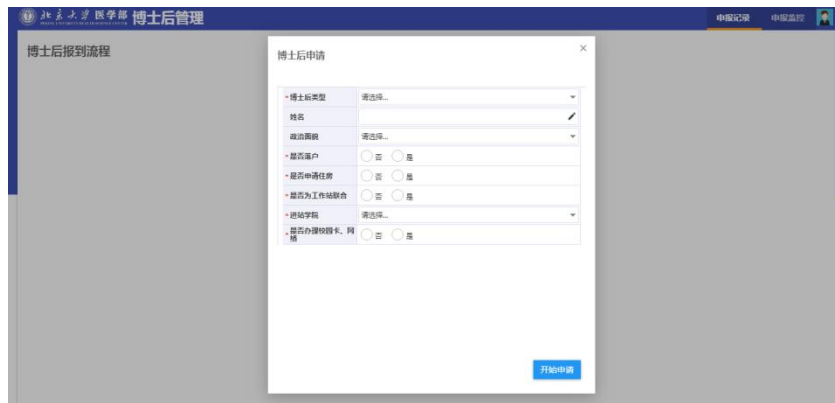 北京大学医学部 博士后管理
申报记录 申报监控
博士后报到流程
博士后申请
×
*博士后类型 请选择...
姓名
政治面貌 请选择...
*是否落户 否 是
*是否申请住房 否 是
*是否为工作站联合 否 是
*进站学院 请选择...
*是否办理校园卡、网
络 否 是
开始申请